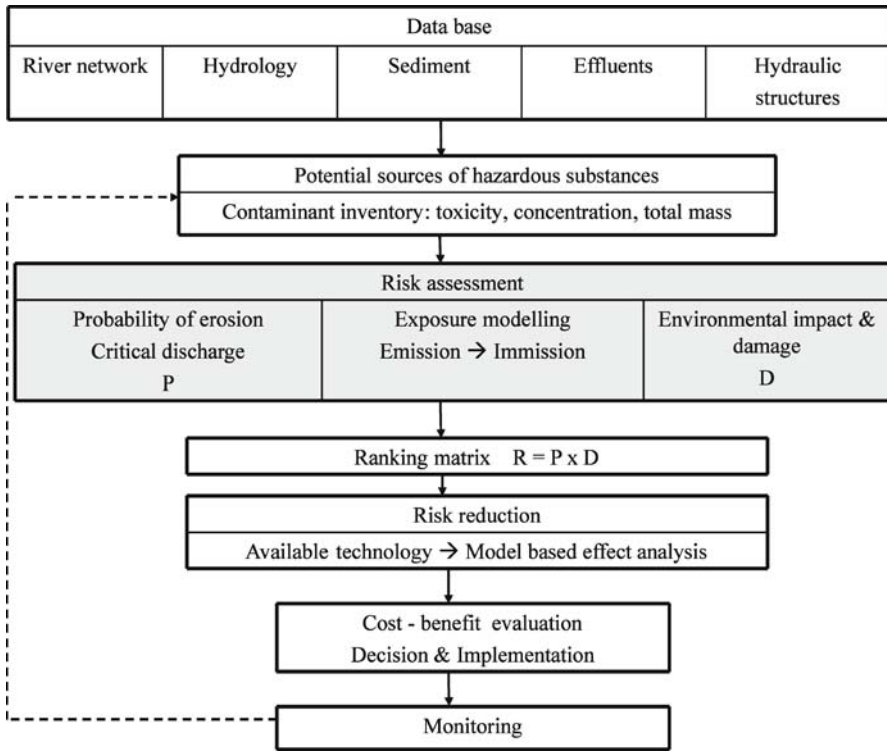 Data base
River network
Hydrology
Sediment
Effluents
Hydraulic
structures
Potential sources of hazardous substances
Contaminant inventory: toxicity, concentration, total mass
Risk assessment
Probability of erosion
Critical discharge
P
Exposure modelling
Emission → Immission
Environmental impact &
damage
D
Ranking matrix R = P x D
Risk reduction
Available technology → Model based effect analysis
Cost - benefit evaluation
Decision & Implementation
Monitoring